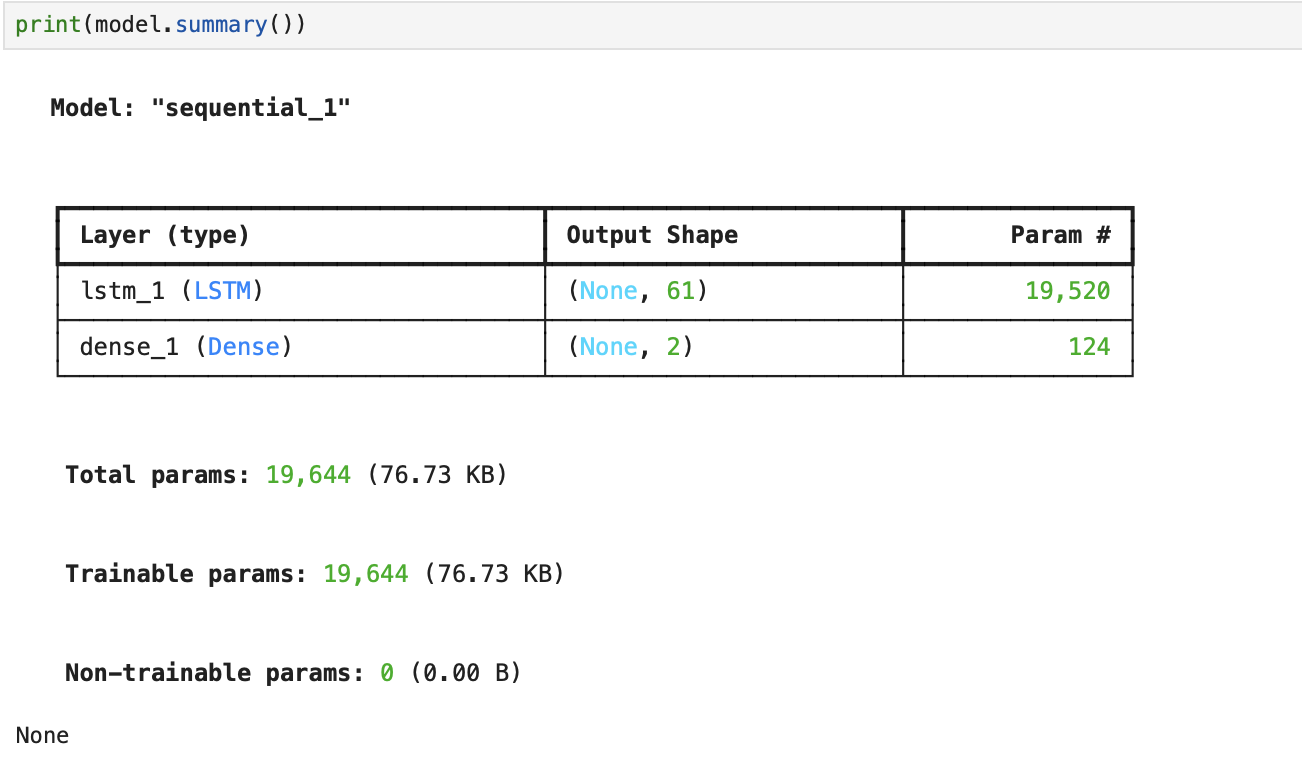 print(model.summary())
Model: "sequential_1"
Layer (type) Output Shape Param #
lstm_1 (LSTM) (None, 61) 19,520
dense_1 (Dense) (None, 2) 124
Total params: 19,644 (76.73 KB)
Trainable params: 19,644 (76.73 KB)
Non-trainable params: 0 (0.00 B)
None